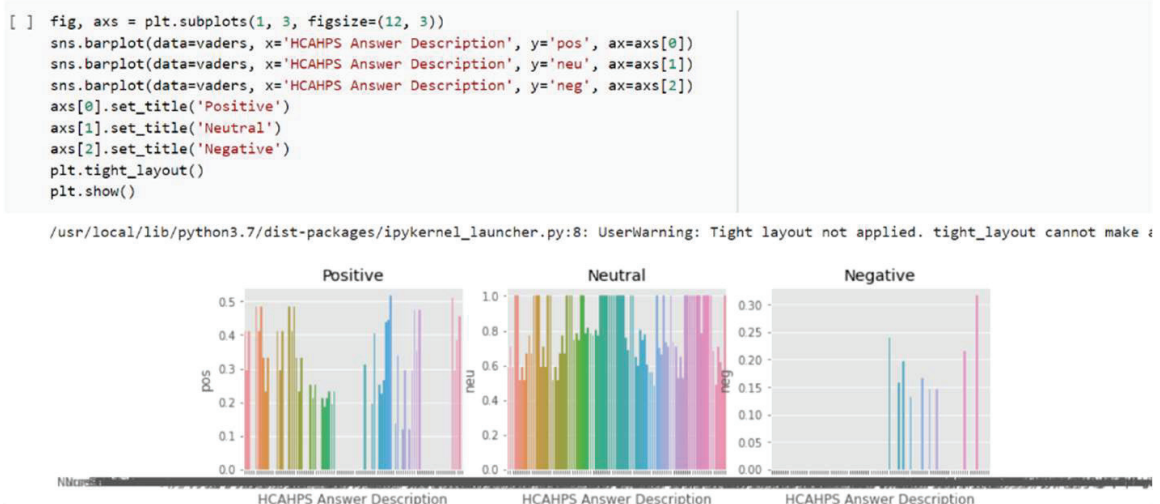 [ ] fig, axs = plt.subplots(1, 3, figsize=(12, 3))
sns.barplot(data=vaders, x='HCAHPS Answer Description', y='pos', ax=axs[0])
sns.barplot(data=vaders, x='HCAHPS Answer Description', y='neu', ax=axs[1])
sns.barplot(data=vaders, x='HCAHPS Answer Description', y='neg', ax=axs[2])
axs[0].set_title('Positive')
axs[1].set_title('Neutral')
axs[2].set_title('Negative')
plt.tight_layout()
plt.show()
/usr/local/lib/python3.7/dist-packages/ipykernel_launcher.py:8: UserWarning: Tight layout not applied. tight_layout cannot make a
Positive
0.5
0.4
0.3
0.2
0.1
0.0
pos
HCAHPS Answer Description
Neutral
1.0
0.8
0.6
0.4
0.2
0.0
neu
HCAHPS Answer Description
Negative
0.30
0.25
0.20
0.15
0.10
0.05
0.00
neg
HCAHPS Answer Description